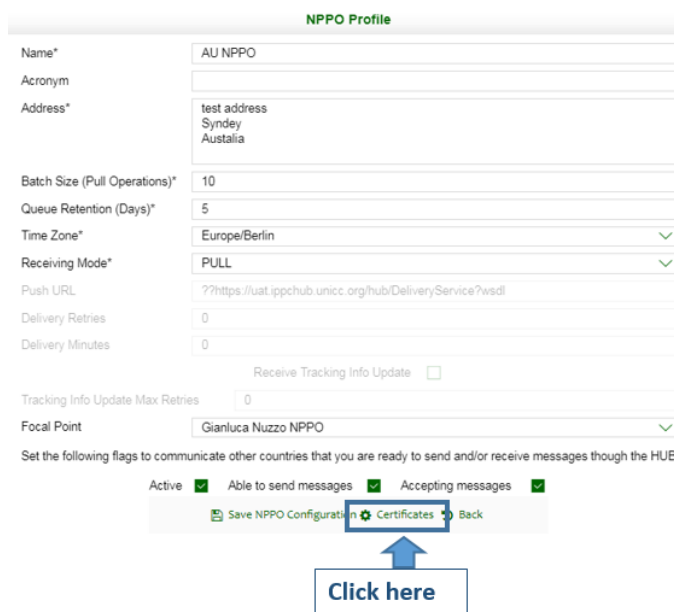 NPPO Profile
Name* AU NPPO
Acronym
Address* test address
Syndey
Austalia
Batch Size (Pull Operations)* 10
Queue Retention (Days)* 5
Time Zone* Europe/Berlin
Receiving Mode* PULL
Push URL ??https://uat.ippchub.unicc.org/hub/DeliveryService?wsdl
Delivery Retries 0
Delivery Minutes 0
Receive Tracking Info Update
Tracking Info Update Max Retries 0
Focal Point Gianluca Nuzzo NPPO
Set the following flags to communicate other countries that you are ready to send and/or receive messages though the HUB
Active Able to send messages Accepting messages
Save NPPO Configuration Certificates Back
Click here